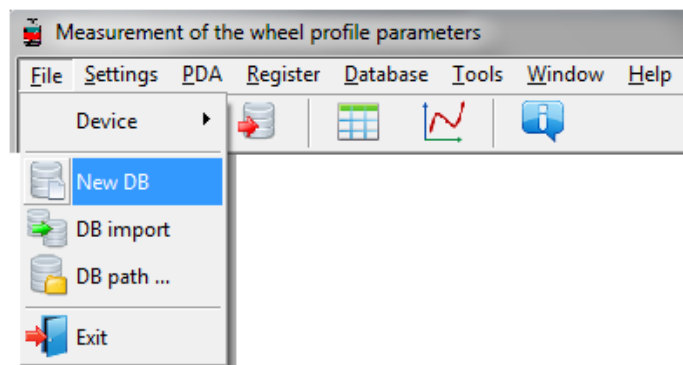 Measurement of the wheel profile parameters
File Settings PDA Register Database Tools Window Help
Device
New DB
DB import
DB path ...
Exit